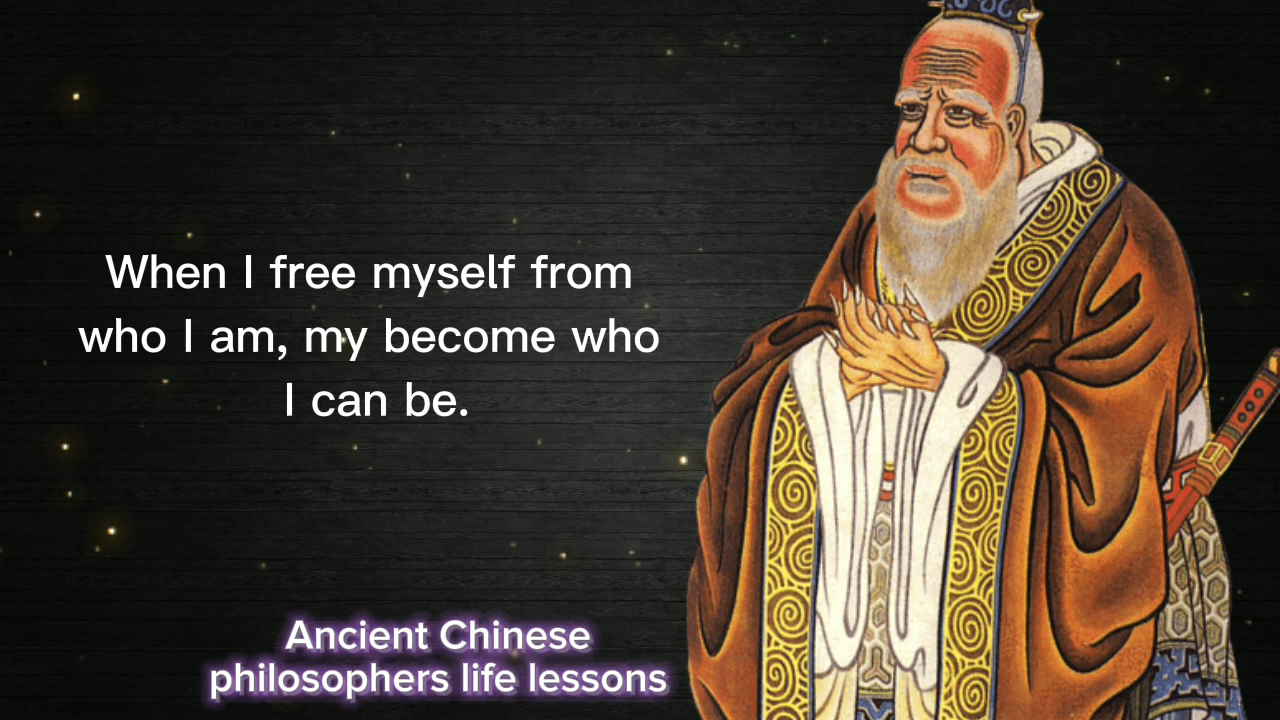 When I free myself from
who I am, my become who
I can be.
Ancient Chinese
philosophers life lessons